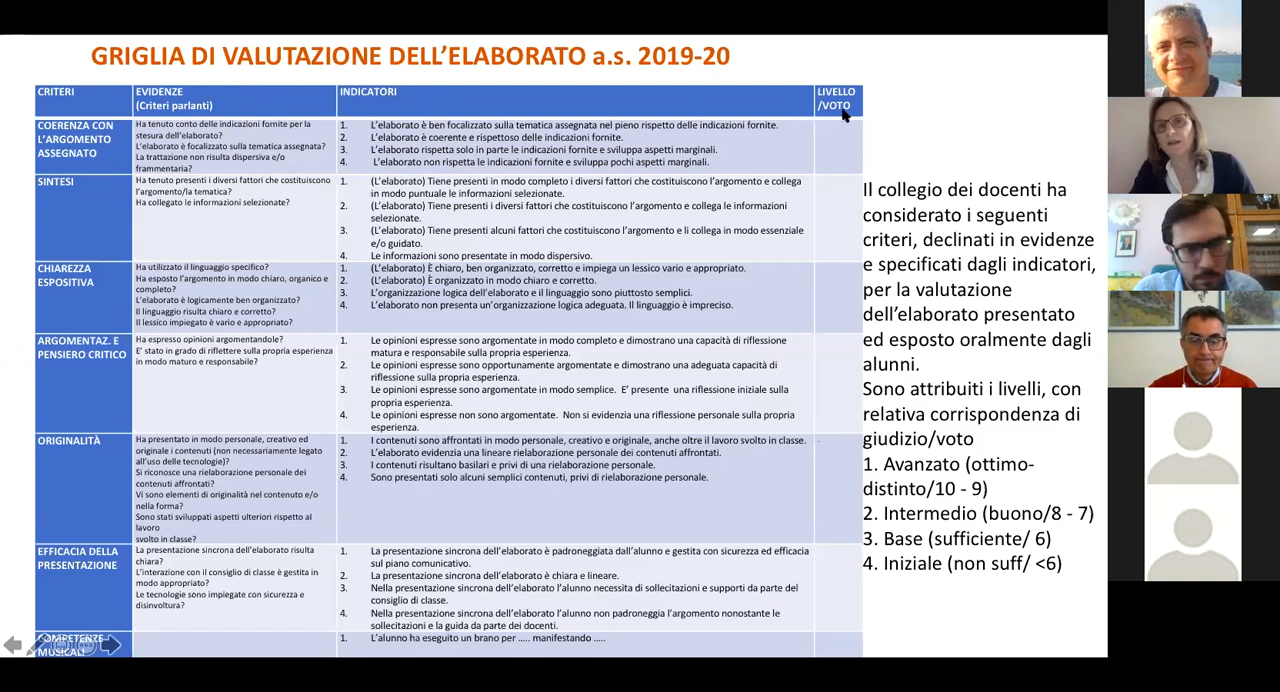 GRIGLIA DI VALUTAZIONE DELL'ELABORATO a.s. 2019-20
CRITERI
EVIDENZE
(Criteri parlanti)
INDICATORI
LIVELLO
/VOTO
COERENZA CON
L'ARGOMENTO
ASSEGNATO
Ha tenuto conto delle indicazioni fornite per la
stesura dell'elaborato?
L'elaborato è focalizzato sulla tematica assegnata?
La trattazione non risulta dispersiva e/o
frammentaria?
1. L'elaborato è ben focalizzato sulla tematica assegnata nel pieno rispetto delle indicazioni fornite.
2. L'elaborato è coerente e rispettoso delle indicazioni fornite.
3. L'elaborato rispetta solo in parte le indicazioni fornite e sviluppa aspetti marginali.
4. L'elaborato non rispetta le indicazioni fornite e sviluppa pochi aspetti marginali.
SINTESI
Ha tenuto presenti i diversi fattori che costituiscono
l'argomento/la tematica?
Ha collegato le informazioni selezionate?
1. (L'elaborato) Tiene presenti in modo completo i diversi fattori che costituiscono l'argomento e collega
in modo puntuale le informazioni selezionate.
2. (L'elaborato) Tiene presenti i diversi fattori che costituiscono l'argomento e collega le informazioni
selezionate.
3. (L'elaborato) Tiene presenti alcuni fattori che costituiscono l'argomento e li collega in modo essenziale
e/o guidato.
4. Le informazioni sono presentate in modo dispersivo.
CHIAREZZA
ESPOSITIVA
Ha utilizzato il linguaggio specifico?
Ha esposto l'argomento in modo chiaro, organico e
completo?
L'elaborato è logicamente ben organizzato?
Il linguaggio risulta chiaro e corretto?
Il lessico impiegato è vario e appropriato?
1. (L'elaborato) È chiaro, ben organizzato, corretto e impiega un lessico vario e appropriato.
2. (L'elaborato) È organizzato in modo chiaro e corretto.
3. L'organizzazione logica dell'elaborato e il linguaggio sono piuttosto semplici.
4. L'elaborato non presenta un'organizzazione logica adeguata. Il linguaggio è impreciso.
ARGOMENTAZ. E
PENSIERO CRITICO
Ha espresso opinioni argomentandole?
E' stato in grado di riflettere sulla propria esperienza
in modo maturo e responsabile?
1. Le opinioni espresse sono argomentate in modo completo e dimostrano una capacità di riflessione
matura e responsabile sulla propria esperienza.
2. Le opinioni espresse sono opportunamente argomentate e dimostrano una adeguata capacità di
riflessione sulla propria esperienza.
3. Le opinioni espresse sono argomentate in modo semplice. E' presente una riflessione iniziale sulla
propria esperienza.
4. Le opinioni espresse non sono argomentate. Non si evidenzia una riflessione personale sulla propria
esperienza.
ORIGINALITÀ
Ha presentato in modo personale, creativo ed
originale i contenuti (non necessariamente legato
all'uso delle tecnologie)?
Si riconosce una rielaborazione personale dei
contenuti affrontati?
Vi sono elementi di originalità nel contenuto e/o
nella forma?
Sono stati sviluppati aspetti ulteriori rispetto al
lavoro
svolto in classe?
1. I contenuti sono affrontati in modo personale, creativo e originale, anche oltre il lavoro svolto in classe.
2. L'elaborato evidenzia una lineare rielaborazione personale dei contenuti affrontati.
3. I contenuti risultano basilari e privi di una rielaborazione personale.
4. Sono presentati solo alcuni semplici contenuti, privi di rielaborazione personale.
EFFICACIA DELLA
PRESENTAZIONE
La presentazione sincrona dell'elaborato risulta
chiara?
L'interazione con il consiglio di classe è gestita in
modo appropriato?
Le tecnologie sono impiegate con sicurezza e
disinvoltura?
1. La presentazione sincrona dell'elaborato è padroneggiata dall'alunno e gestita con sicurezza ed efficacia
sul piano comunicativo.
2. La presentazione sincrona dell'elaborato è chiara e lineare.
3. Nella presentazione sincrona dell'elaborato l'alunno necessita di sollecitazioni e supporti da parte del
consiglio di classe.
4. Nella presentazione sincrona dell'elaborato l'alunno non padroneggia l'argomento nonostante le
sollecitazioni e la guida da parte dei docenti.
COMPETENZE
MUSICALI
1. L'alunno ha eseguito un brano per ..... manifestando .....
Il collegio dei docenti ha
considerato i seguenti
criteri, declinati in evidenze
e specificati dagli indicatori,
per la valutazione
dell'elaborato presentato
ed esposto oralmente dagli
alunni.
Sono attribuiti i livelli, con
relativa corrispondenza di
giudizio/voto
1. Avanzato (ottimo-
distinto/10 - 9)
2. Intermedio (buono/8 - 7)
3. Base (sufficiente/ 6)
4. Iniziale (non suff/ <6)